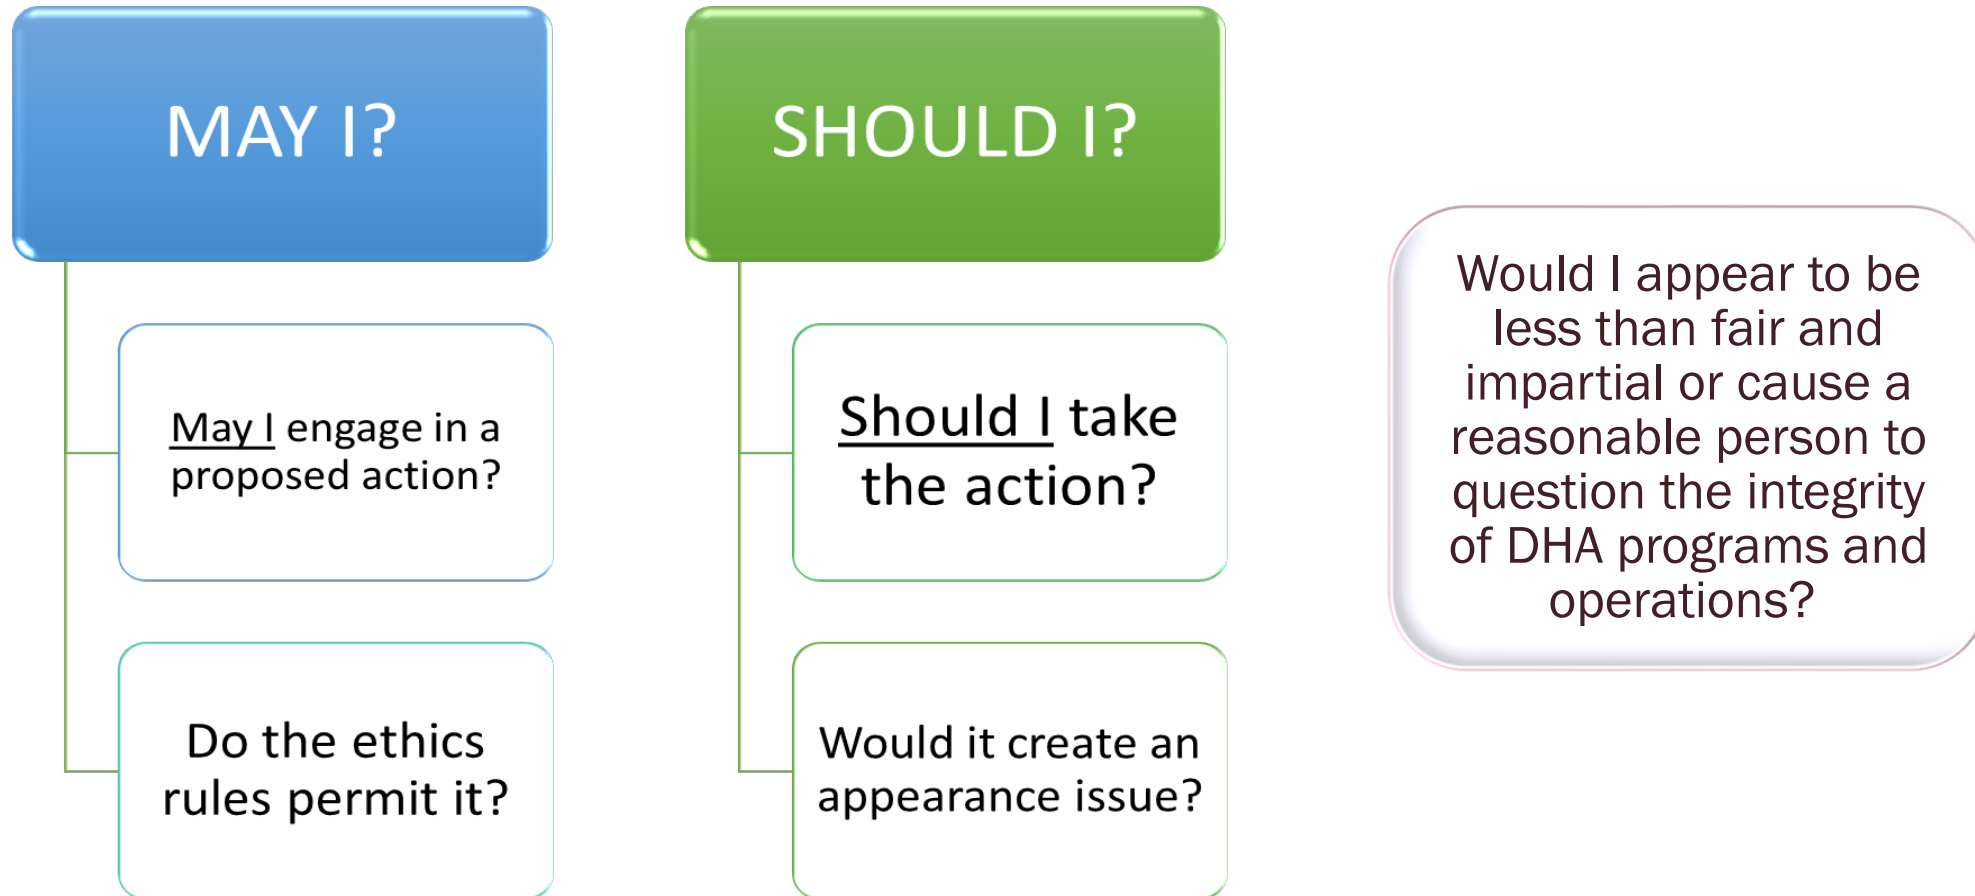 MAY I?
May I engage in a
proposed action?
Do the ethics
rules permit it?
SHOULD I?
Should I take
the action?
Would it create an
appearance issue?
Would I appear to be
less than fair and
impartial or cause a
reasonable person to
question the integrity
of DHA programs and
operations?